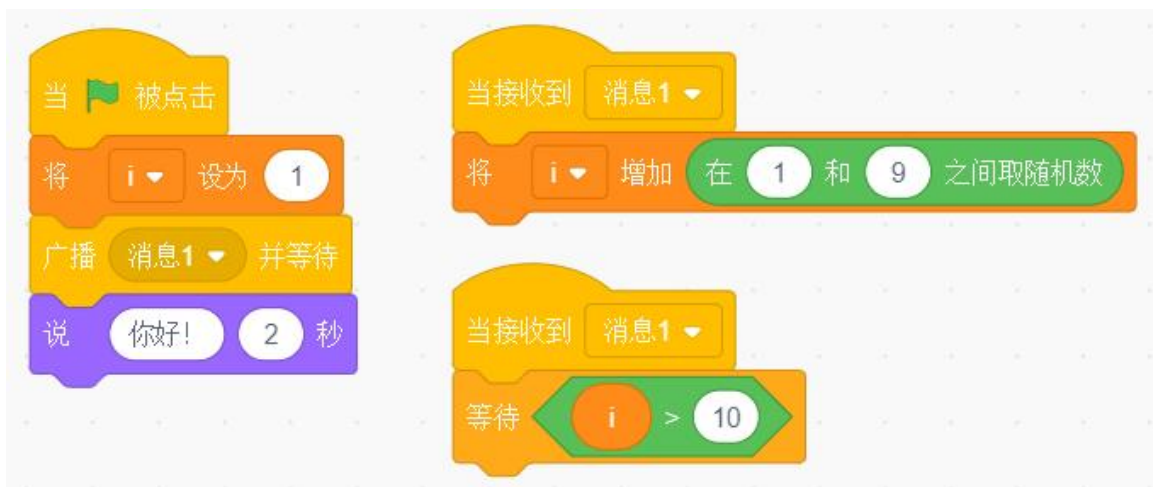 当 被点击
将 i 设为 1
广播 消息1 并等待
说 你好! 2 秒
当接收到 消息1
将 i 增加 在 1 和 9 之间取随机数
当接收到 消息1
等待 i > 10